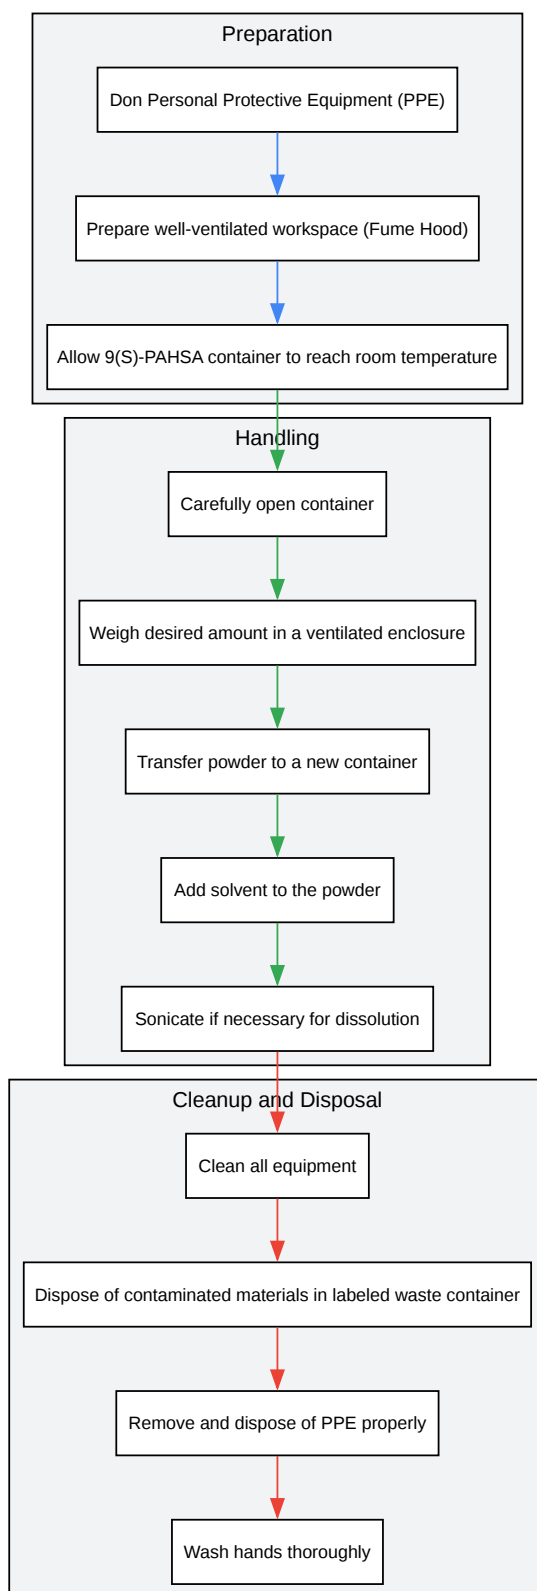 Preparation
Don Personal Protective Equipment (PPE)
Prepare well-ventilated workspace (Fume Hood)
Allow 9(S)-PAHSA container to reach room temperature
Handling
Carefully open container
Weigh desired amount in a ventilated enclosure
Transfer powder to a new container
Add solvent to the powder
Sonicate if necessary for dissolution
Cleanup and Disposal
Clean all equipment
Dispose of contaminated materials in labeled waste container
Remove and dispose of PPE properly
Wash hands thoroughly